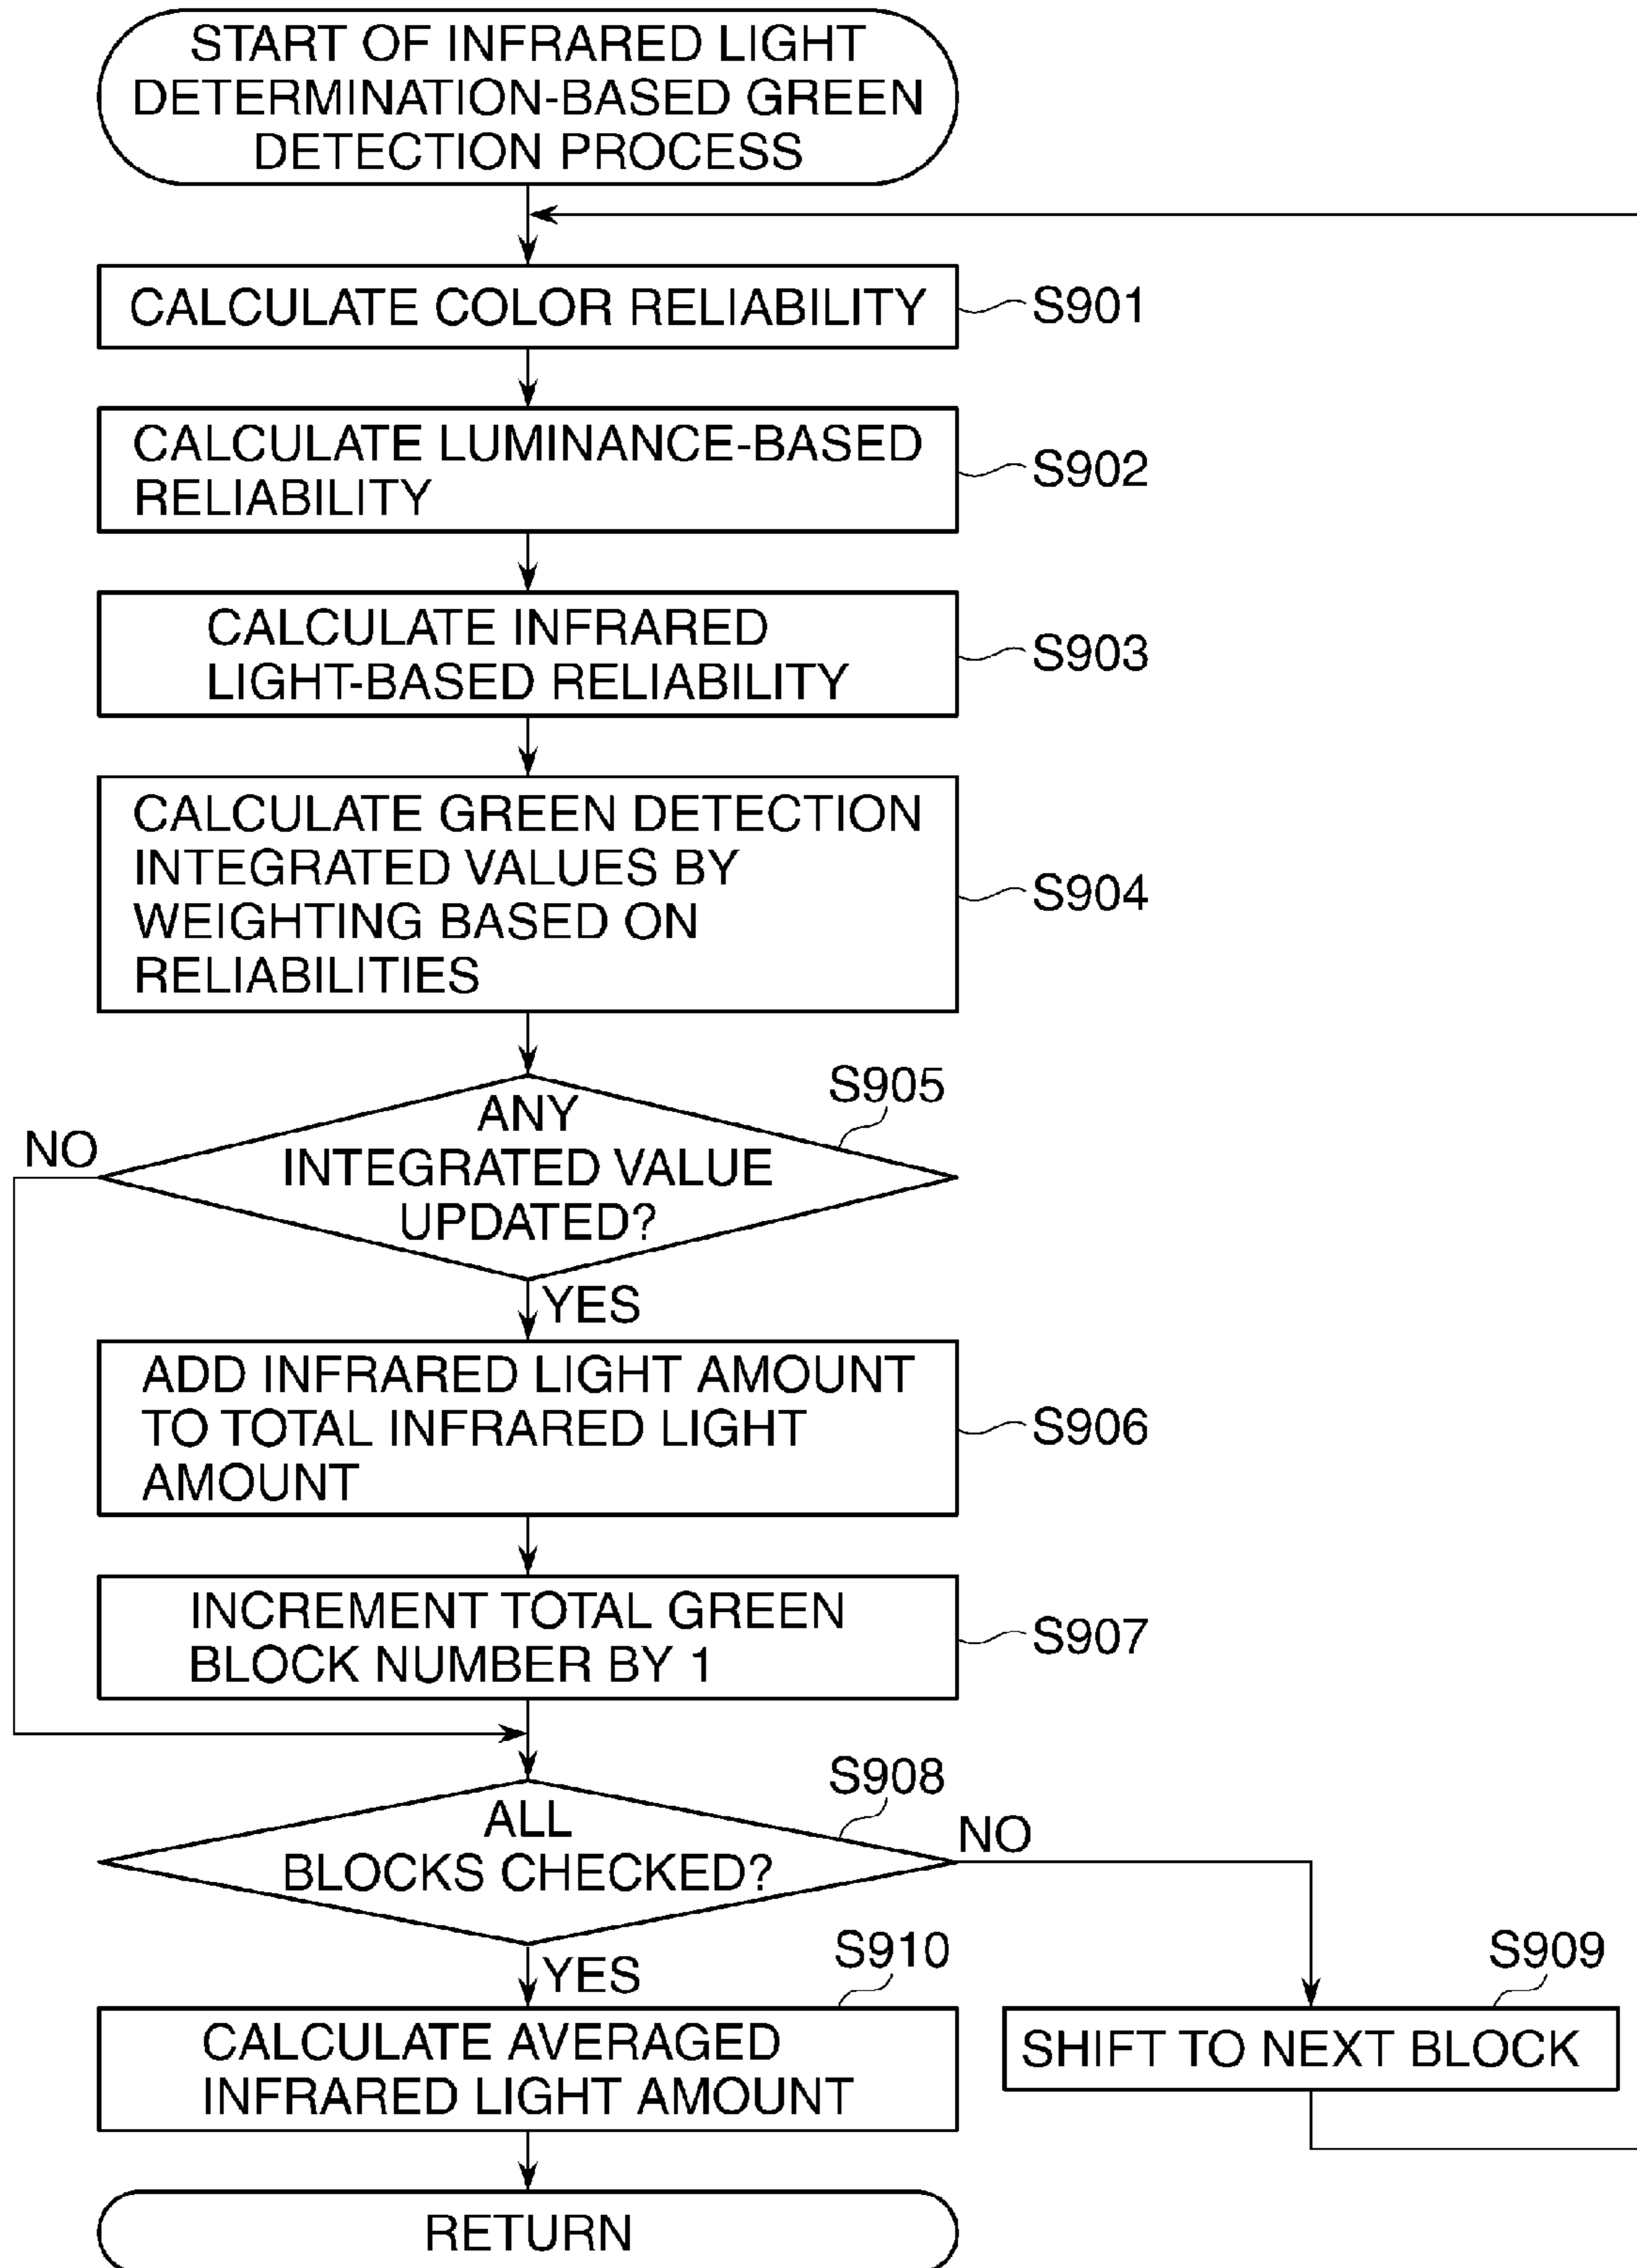 START OF INFRARED LIGHT
DETERMINATION-BASED GREEN
DETECTION PROCESS
CALCULATE COLOR RELIABILITY
S901
CALCULATE LUMINANCE-BASED
RELIABILITY
S902
CALCULATE INFRARED
LIGHT-BASED RELIABILITY
S903
CALCULATE GREEN DETECTION
INTEGRATED VALUES BY
WEIGHTING BASED ON
RELIABILITIES
S904
S905
ANY
INTEGRATED VALUE
UPDATED?
NO
YES
ADD INFRARED LIGHT AMOUNT
TO TOTAL INFRARED LIGHT
AMOUNT
S906
INCREMENT TOTAL GREEN
BLOCK NUMBER BY 1
S907
S908
ALL
BLOCKS CHECKED?
NO
YES
S910
CALCULATE AVERAGED
INFRARED LIGHT AMOUNT
S909
SHIFT TO NEXT BLOCK
RETURN